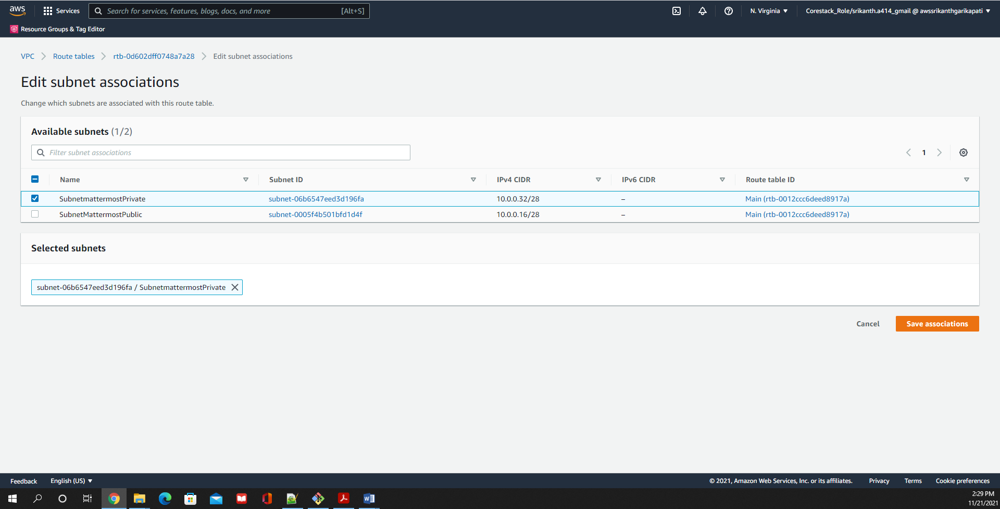 aws
Services
Search for services, features, blogs, docs, and more
[Alt+S]
N. Virginia
Corestack_Role/srikanth.a414_gmail @ awssrikanthgarikapati
Resource Groups & Tag Editor
VPC
Route tables
rtb-0d602dff0748a7a28
Edit subnet associations
Edit subnet associations
Change which subnets are associated with this route table.
Available subnets (1/2)
Filter subnet associations
1
Name
Subnet ID
IPv4 CIDR
IPv6 CIDR
Route table ID
SubnetmattermostPrivate
subnet-06b6547eed3d196fa
10.0.0.32/28
–
Main (rtb-0012ccc6deed8917a)
SubnetMattermostPublic
subnet-0005f4b501bfd1d4f
10.0.0.16/28
–
Main (rtb-0012ccc6deed8917a)
Selected subnets
subnet-06b6547eed3d196fa / SubnetmattermostPrivate
Cancel
Save associations
Feedback
English (US)
© 2021, Amazon Web Services, Inc. or its affiliates.
Privacy
Terms
Cookie preferences
2:29 PM
11/21/2021